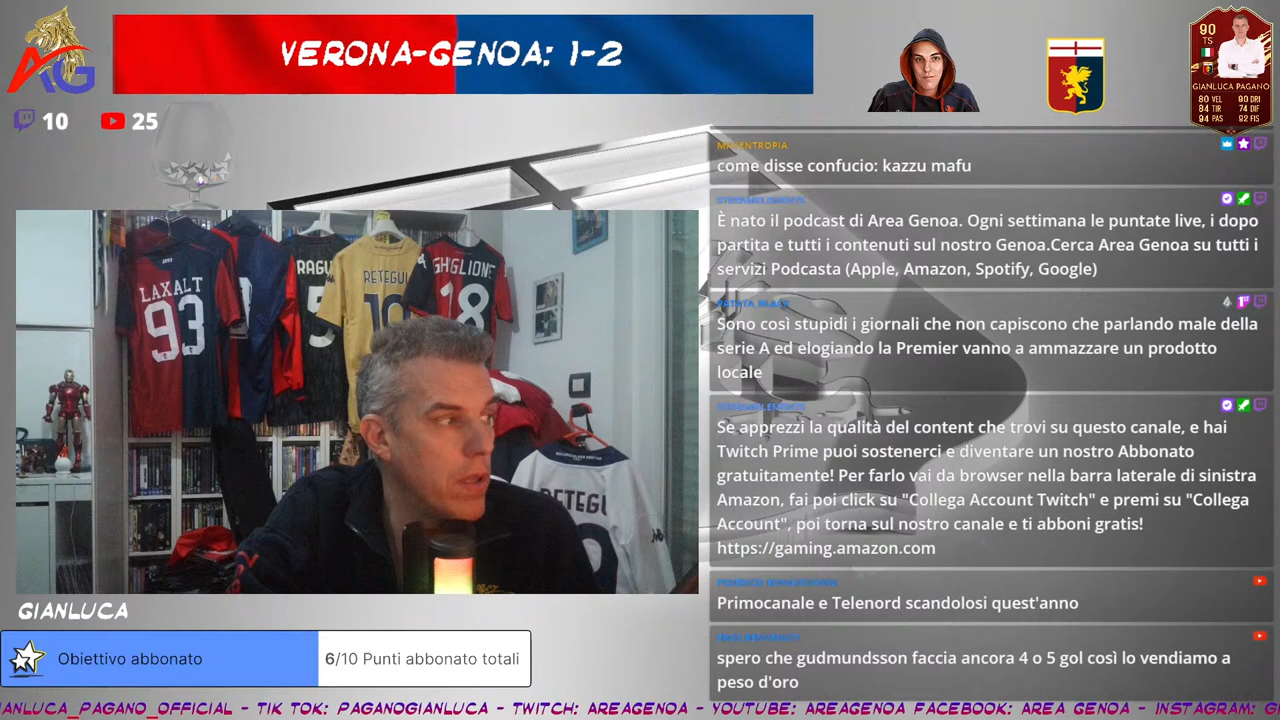 AG
VERONA-GENOA: 1-2
90
TS
GIANLUCA PAGANO
80 VEL 90 DRI
84 TIR 74 DIF
94 PAS 92 FIS
10
25
come disse confucio: kazzu mafu
È nato il podcast di Area Genoa. Ogni settimana le puntate live, i dopo
partita e tutti i contenuti sul nostro Genoa.Cerca Area Genoa su tutti i
servizi Podcasta (Apple, Amazon, Spotify, Google)
Sono così stupidi i giornali che non capiscono che parlando male della
serie A ed elogiando la Premier vanno a ammazzare un prodotto
locale
Se apprezzi la qualità del content che trovi su questo canale, e hai
Twitch Prime puoi sostenerci e diventare un nostro Abbonato
gratuitamente! Per farlo vai da browser nella barra laterale di sinistra
Amazon, fai poi click su "Collega Account Twitch" e premi su "Collega
Account", poi torna sul nostro canale e ti abboni gratis!
https://gaming.amazon.com
Primocanale e Telenord scandolosi quest'anno
spero che gudmundsson faccia ancora 4 o 5 gol così lo vendiamo a
peso d'oro
LAXALT
93
RAGU
5
RETEGUI
10
GHIGLIONE
18
RETEGU
GIANLUCA
Obiettivo abbonato
6/10 Punti abbonato totali
IANLUCA_PAGANO_OFFICIAL - TIK TOK: PAGANOGIANLUCA - TWITCH: AREAGENOA - YOUTUBE: AREAGENOA FACEBOOK: AREA GENOA - INSTAGRAM: G